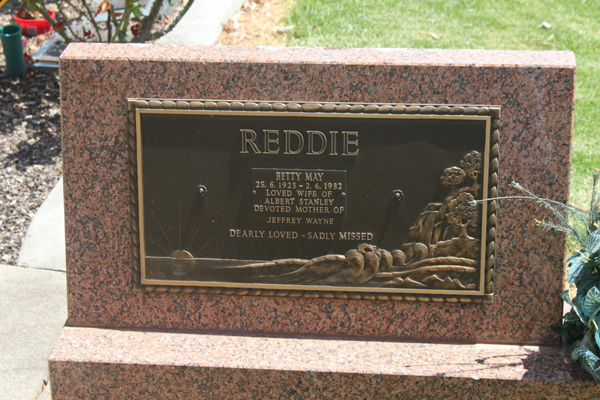 REDDIE
BETTY MAY
25. 6. 1923 - 2. 6. 1982
LOVED WIFE OF
ALBERT STANLEY
DEVOTED MOTHER OF
JEFFREY WAYNE
DEARLY LOVED - SADLY MISSED